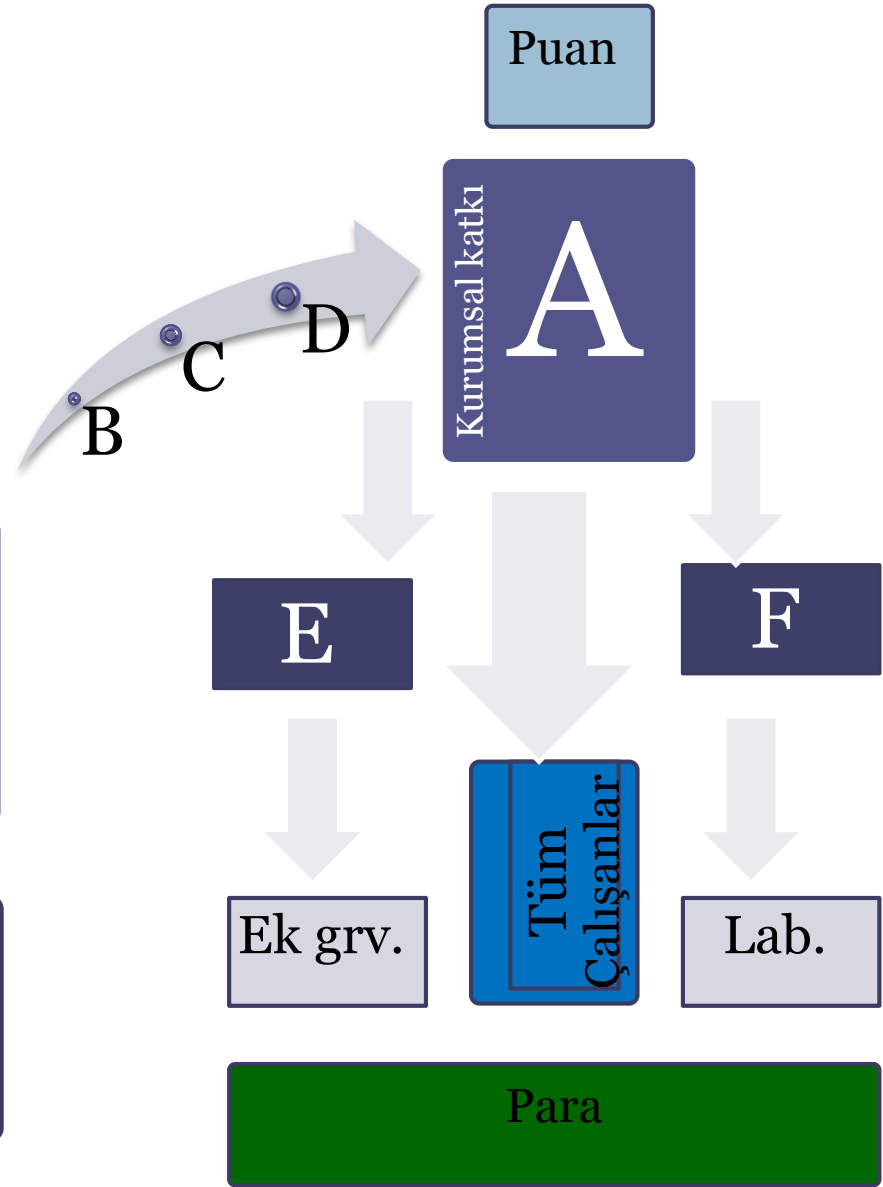 Puan
Kurumsal katkı
A
D
C
B
E
F
Tüm
Çalışanlar
Ek grv.
Lab.
Para